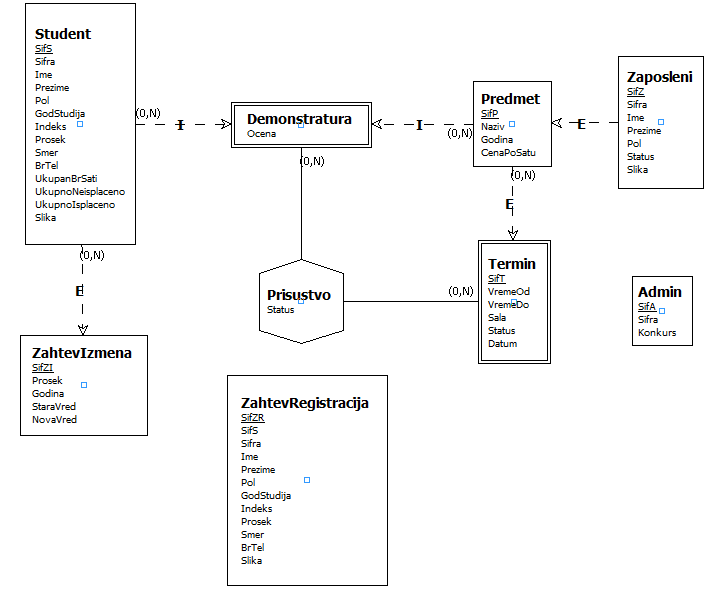 Student
SifS
Sifra
Ime
Prezime
Pol
GodStudija
Indeks
Prosek
Smer
BrTel
UkupanBrSati
UkupnoNeisplaceno
UkupnoIsplaceno
Slika
(0,N)
I
Demonstratura
Ocena
(0,N)
I
(0,N)
Predmet
SifP
Naziv
Godina
CenaPoSatu
(0,N)
E
Zaposleni
SifZ
Sifra
Ime
Prezime
Pol
Status
Slika
E
(0,N)
E
ZahtevIzmena
SifZI
Prosek
Godina
StaraVred
NovaVred
Prisustvo
Status
(0,N)
Termin
SifT
VremeOd
VremeDo
Sala
Status
Datum
Admin
SifA
Sifra
Konkurs
ZahtevRegistracija
SifZR
SifS
Sifra
Ime
Prezime
Pol
GodStudija
Indeks
Prosek
Smer
BrTel
Slika